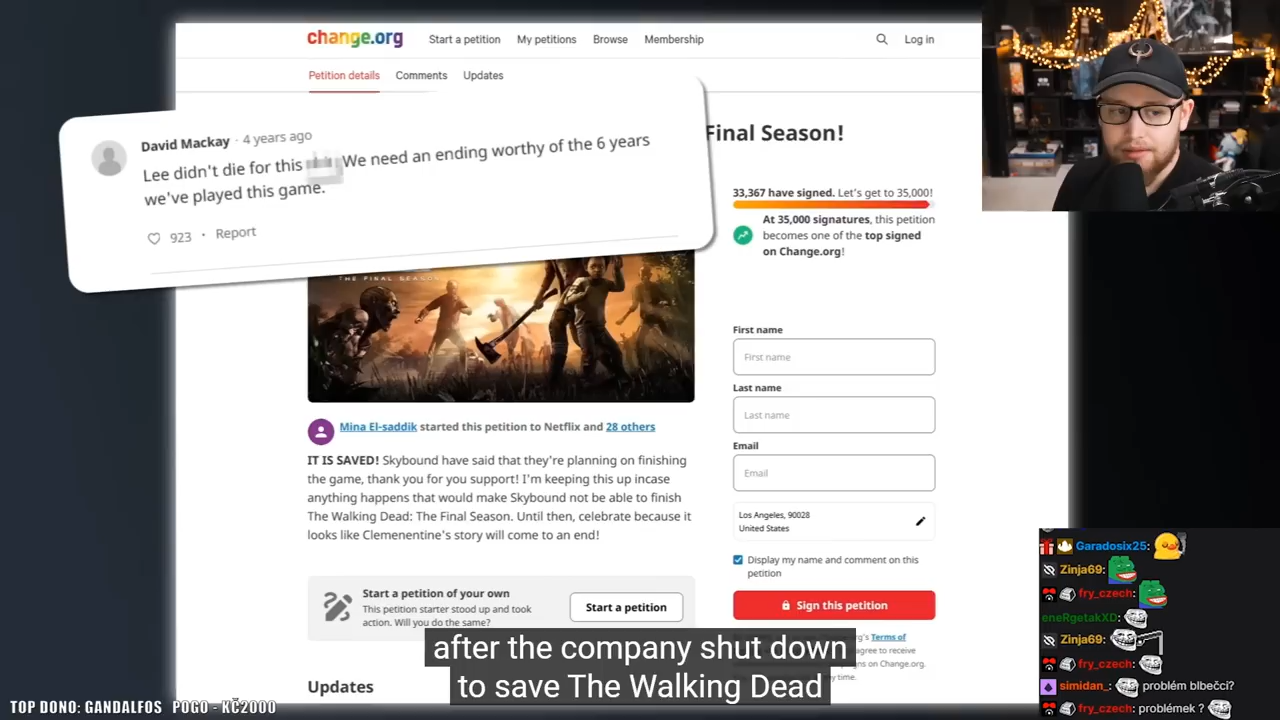 change.org
Start a petition
My petitions
Browse
Membership
Log in
Petition details
Comments
Updates
David Mackay · 4 years ago
Lee didn't die for this We need an ending worthy of the 6 years
we've played this game.
923 · Report
Final Season!
33,367 have signed. Let's get to 35,000!
At 35,000 signatures, this petition
becomes one of the top signed
on Change.org!
THE FINAL SEASON
First name
First name
Last name
Last name
Email
Email
Los Angeles, 90028
United States
Display my name and comment on this
petition
Sign this petition
Terms of
Mina El-saddik started this petition to Netflix and 28 others
IT IS SAVED! Skybound have said that they're planning on finishing
the game, thank you for you support! I'm keeping this up incase
anything happens that would make Skybound not be able to finish
The Walking Dead: The Final Season. Until then, celebrate because it
looks like Clemenentine's story will come to an end!
Start a petition of your own
This petition starter stood up and took
action. Will you do the same?
Start a petition
Updates
after the company shut down
to save The Walking Dead
Garadosix25:
Zinja69:
fry_czech:
eneRgetakXD:
Zinja69:
fry_czech:
simidan_: problém blbečci?
fry_czech: problémek ?
TOP DONO: GANDALFOS POGO - KČ2000